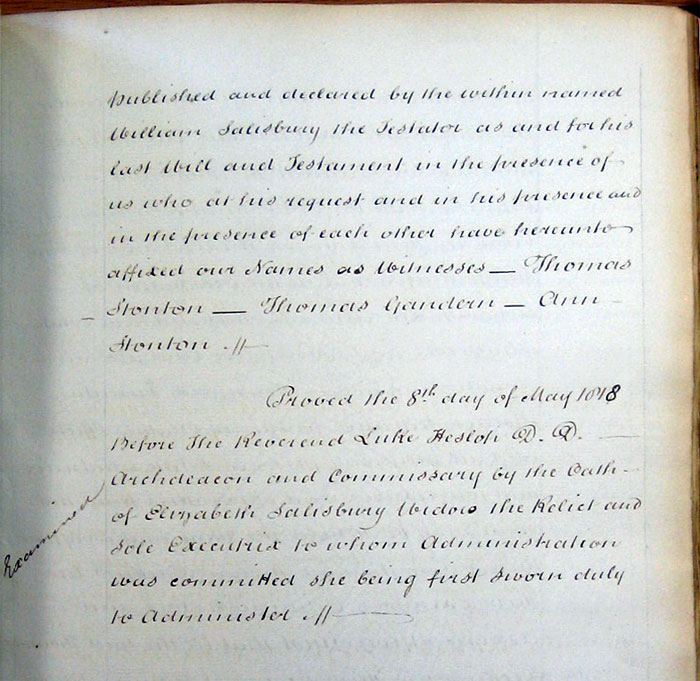 published and declared by the within named
William Salisbury the Testator as and for his
last Will and Testament in the presence of
us who at his request and in his presence and
in the presence of each other have hereunto
affixed our Names as Witnesses — Thomas
Stonton — Thomas Gandern — Ann
Stonton .//
Proved the 8th day of May 1818
Before The Reverend Luke Heslop D. D.
Archdeacon and Commissary by the Oath
of Elizabeth Salisbury Widow the Relict and
Sole Executrix to whom Administration
was committed she being first sworn duly
to Administer .//
Examined